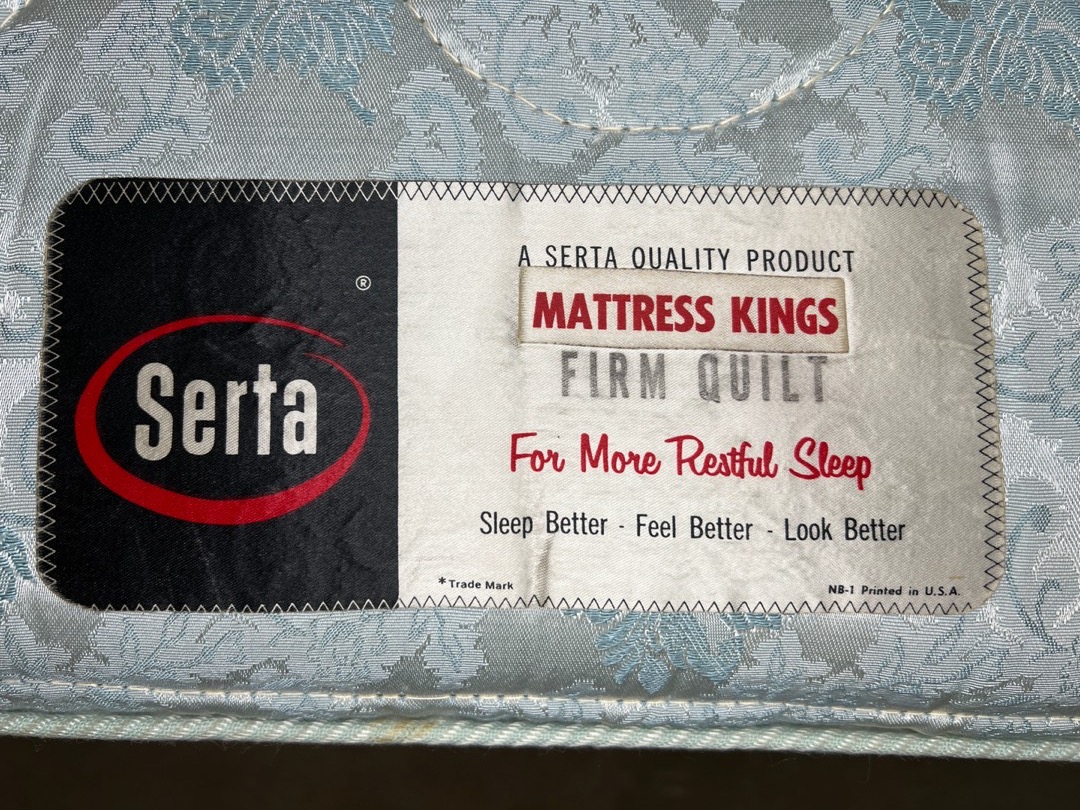 Serta
®
A SERTA QUALITY PRODUCT
MATTRESS KINGS
FIRM QUILT
For More Restful Sleep
Sleep Better - Feel Better - Look Better
*Trade Mark
NB-1 Printed in U.S.A.